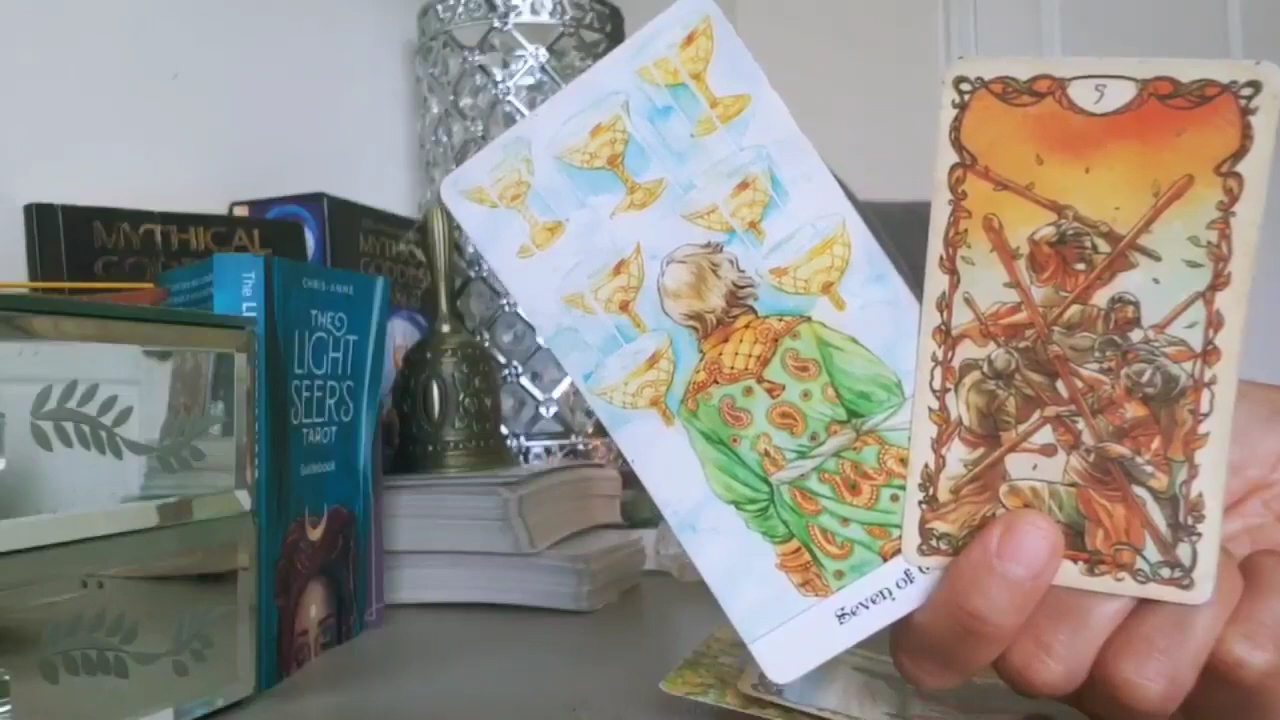 MYTHICAL
MYTH
CHRIS-ANNE
The L
THE
LIGHT
SEER'S
TAROT
Guidebook
Seven of
5